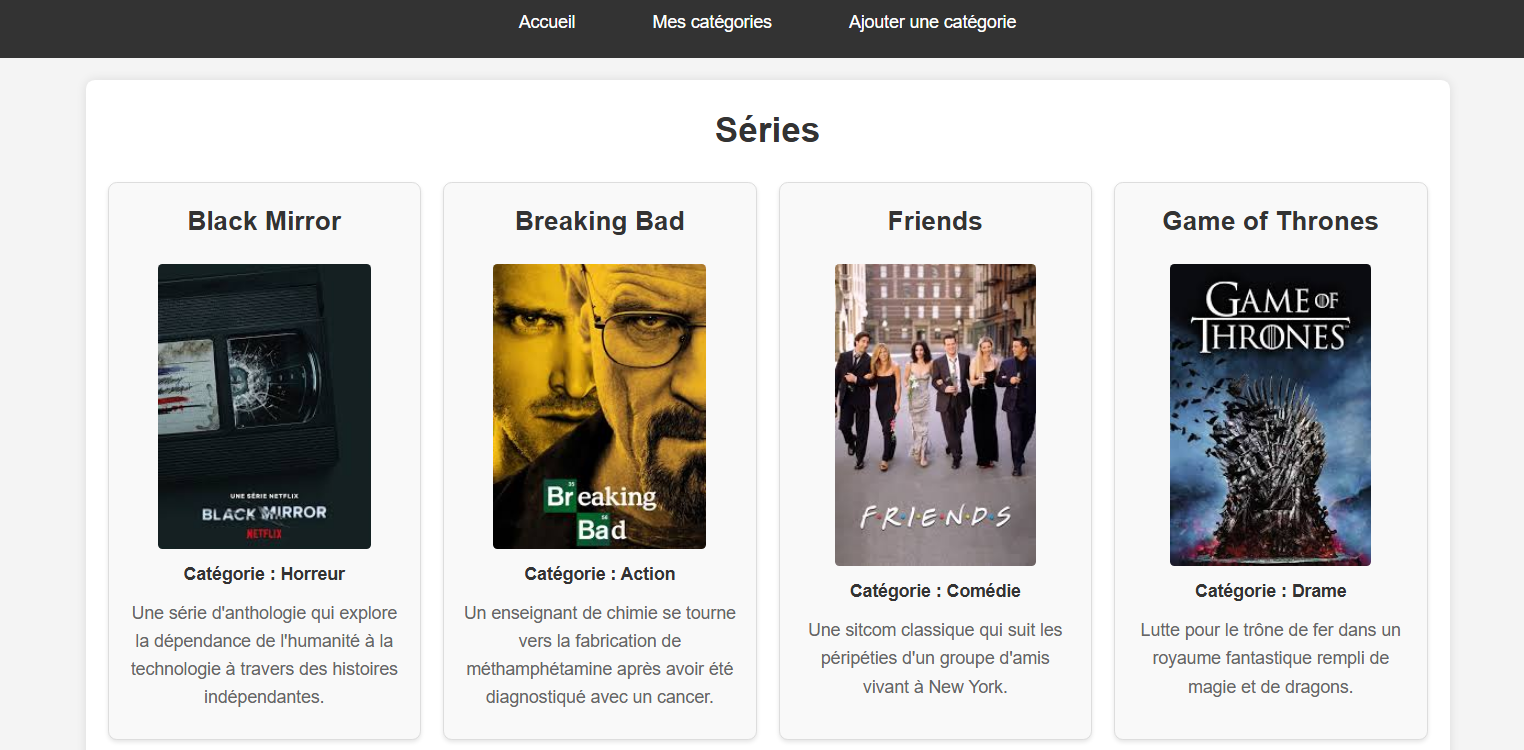 Accueil
Mes catégories
Ajouter une catégorie
Séries
Black Mirror
UNE SÉRIE NETFLIX
BLACK MIRROR
NETFLIX
Catégorie : Horreur
Une série d'anthologie qui explore
la dépendance de l'humanité à la
technologie à travers des histoires
indépendantes.
Breaking Bad
35
Breaking
56
Bad
Catégorie : Action
Un enseignant de chimie se tourne
vers la fabrication de
méthamphétamine après avoir été
diagnostiqué avec un cancer.
Friends
F·R·I·E·N·D·S
Catégorie : Comédie
Une sitcom classique qui suit les
péripéties d'un groupe d'amis
vivant à New York.
Game of Thrones
GAME OF
THRONES
Catégorie : Drame
Lutte pour le trône de fer dans un
royaume fantastique rempli de
magie et de dragons.